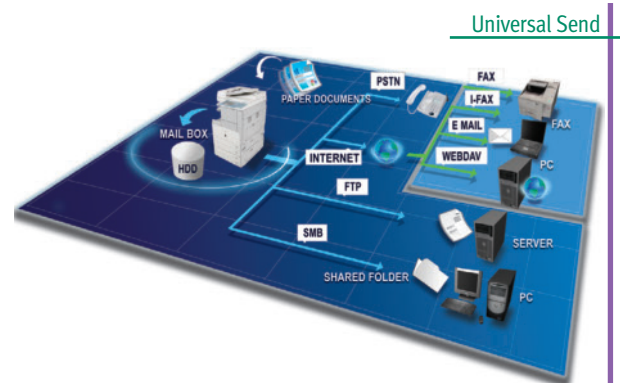 Universal Send
PSTN
FAX
I-FAX
PAPER DOCUMENTS
FAX
E MAIL
MAIL BOX
INTERNET
WEBDAV
PC
HDD
FTP
SERVER
SMB
SHARED FOLDER
PC